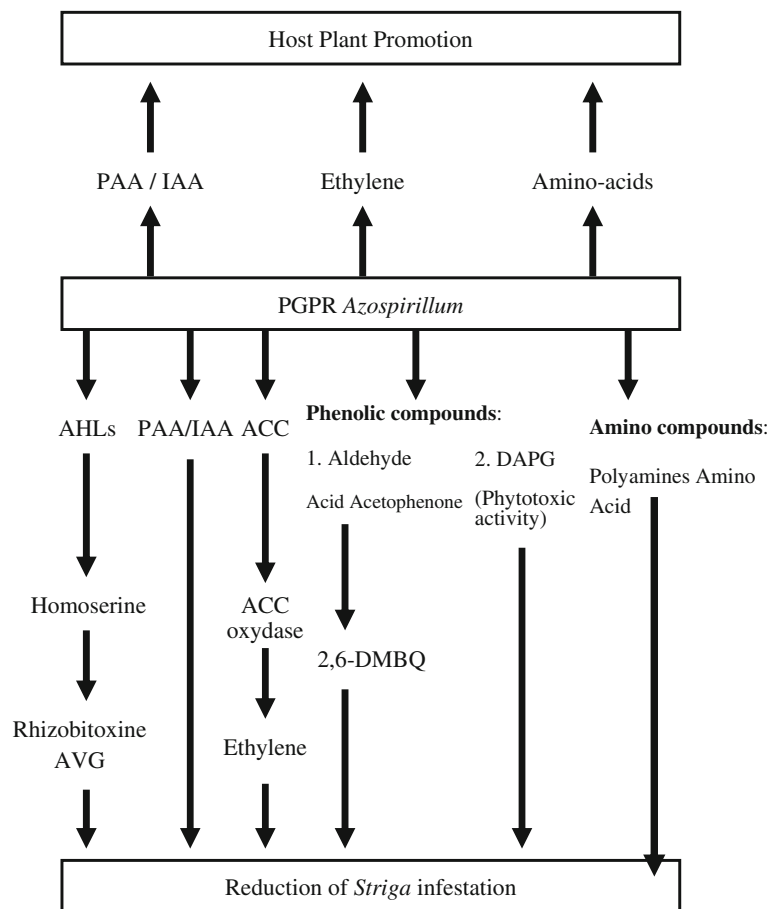 Host Plant Promotion
PAA / IAA
Ethylene
Amino-acids
PGPR Azospirillum
AHLs
PAA/IAA
ACC
Phenolic compounds:
1. Aldehyde
Acid Acetophenone
2. DAPG
(Phytotoxic
activity)
Amino compounds:
Polyamines Amino
Acid
Homoserine
ACC
oxydase
2,6-DMBQ
Rhizobitoxine
AVG
Ethylene
Reduction of Striga infestation